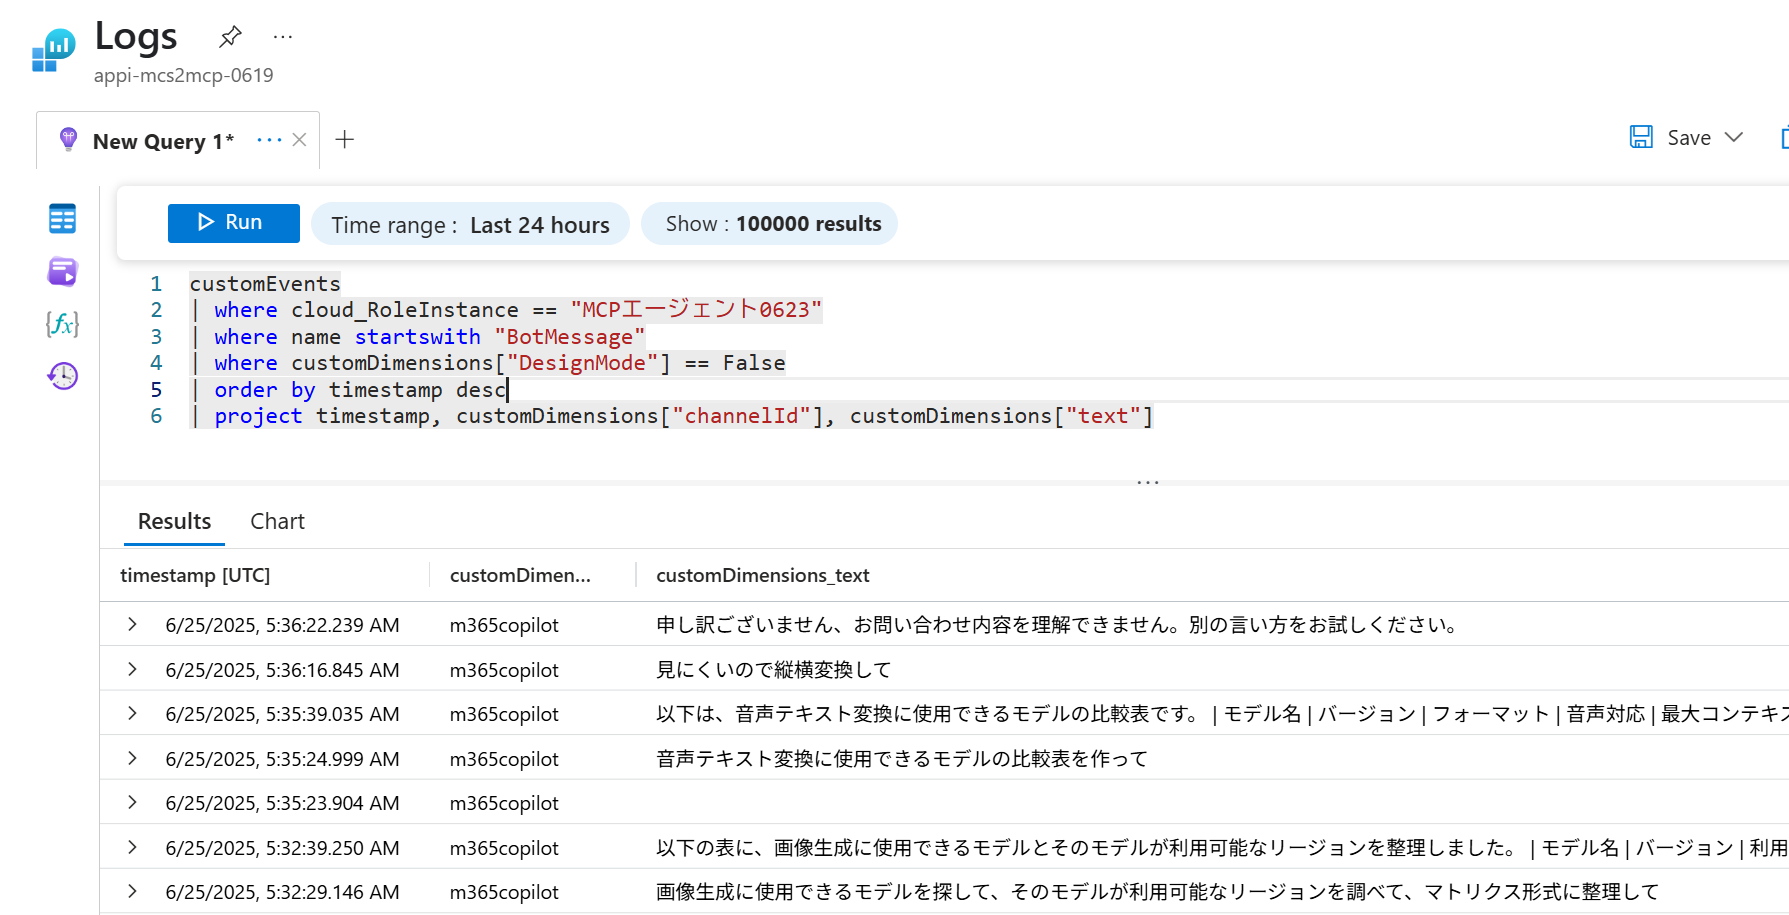 Logs
appi-mcs2mcp-0619
New Query 1*
Save
Run
Time range : Last 24 hours
Show : 100000 results
1 customEvents
2 | where cloud_RoleInstance == "MCPエージェント0623"
3 | where name startswith "BotMessage"
4 | where customDimensions["DesignMode"] == False
5 | order by timestamp desc
6 | project timestamp, customDimensions["channelId"], customDimensions["text"]
Results Chart
timestamp [UTC] customDimen... customDimensions_text
6/25/2025, 5:36:22.239 AM m365copilot 申し訳ございません、お問い合わせ内容を理解できません。別の言い方をお試しください。
6/25/2025, 5:36:16.845 AM m365copilot 見にくいので縦横変換して
6/25/2025, 5:35:39.035 AM m365copilot 以下は、音声テキスト変換に使用できるモデルの比較表です。 | モデル名 | バージョン | フォーマット | 音声対応 | 最大コンテキス
6/25/2025, 5:35:24.999 AM m365copilot 音声テキスト変換に使用できるモデルの比較表を作って
6/25/2025, 5:35:23.904 AM m365copilot
6/25/2025, 5:32:39.250 AM m365copilot 以下の表に、画像生成に使用できるモデルとそのモデルが利用可能なリージョンを整理しました。 | モデル名 | バージョン | 利用
6/25/2025, 5:32:29.146 AM m365copilot 画像生成に使用できるモデルを探して、そのモデルが利用可能なリージョンを調べて、マトリクス形式に整理して